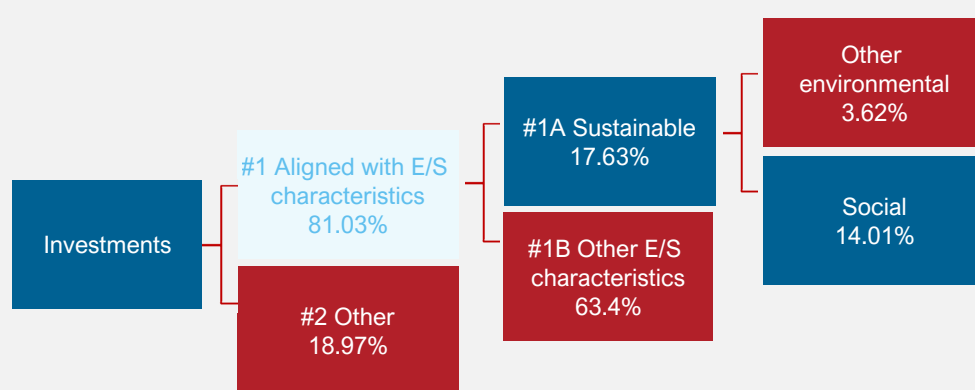 Investments
#1 Aligned with E/S
characteristics
81.03%
#2 Other
18.97%
#1A Sustainable
17.63%
#1B Other E/S
characteristics
63.4%
Other
environmental
3.62%
Social
14.01%